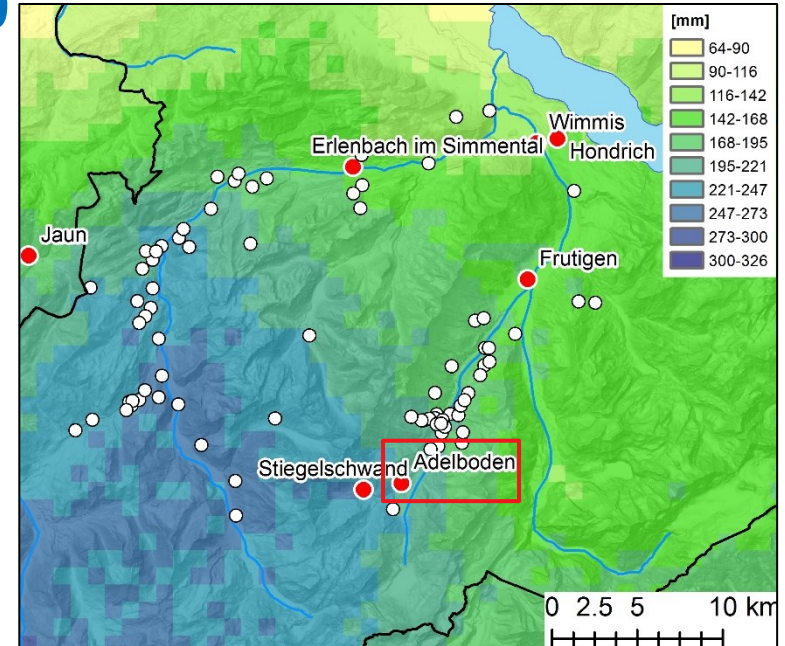 [mm]
64-90
90-116
116-142
142-168
168-195
195-221
221-247
247-273
273-300
300-326
Wimmis
Erlenbach im Simmental
Hondrich
Jaun
Frutigen
Adelboden
Stiegelschwand
0 2.5 5 10 km